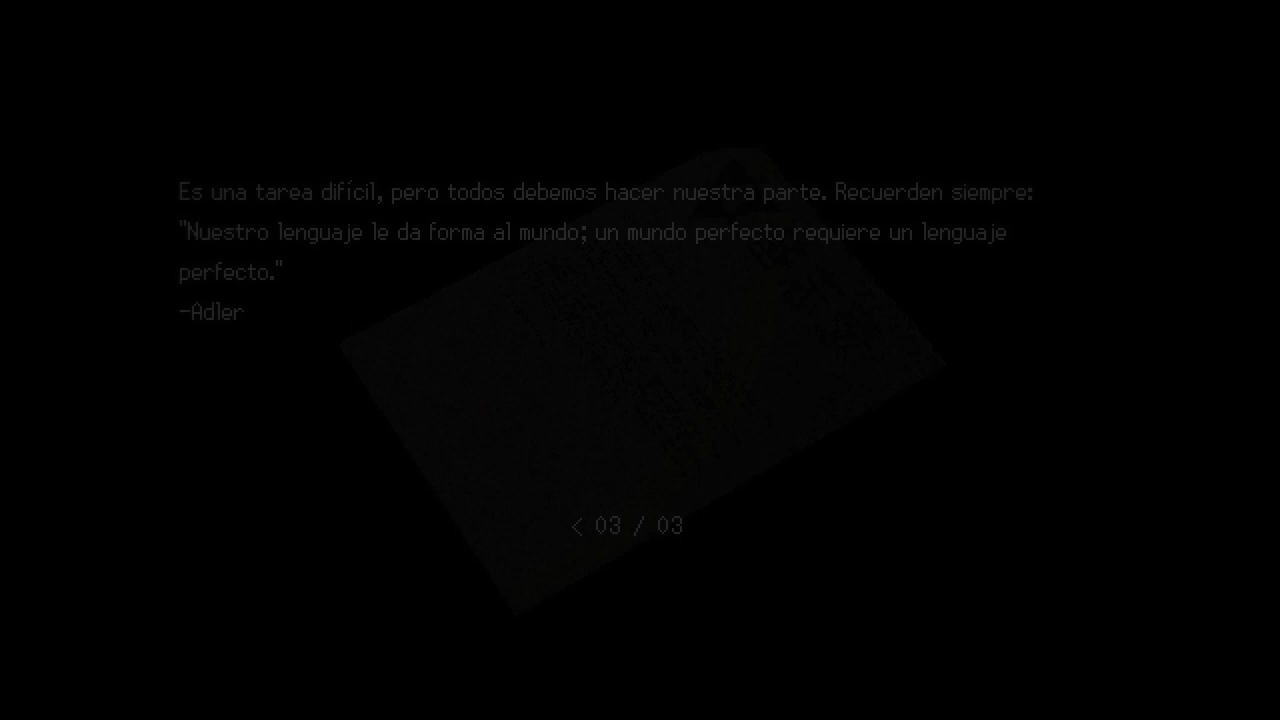 Es una tarea difícil, pero todos debemos hacer nuestra parte. Recuerden siempre:
"Nuestro lenguaje le da forma al mundo; un mundo perfecto requiere un lenguaje
perfecto."
-Adler
< 03 / 03